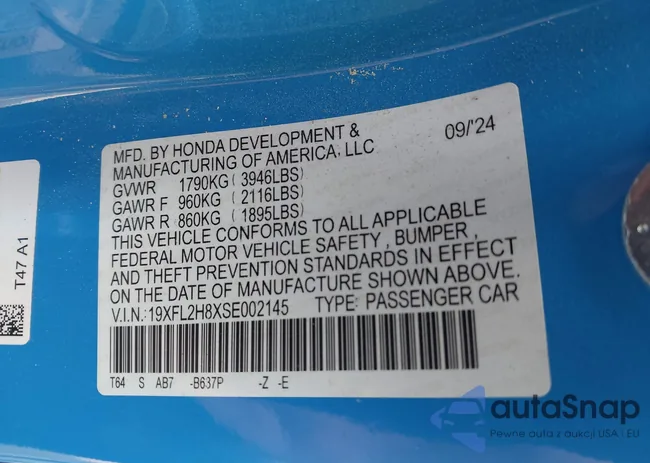 MFD. BY HONDA DEVELOPMENT & 09/'24
MANUFACTURING OF AMERICA, LLC
GVWR 1790KG ( 3946LBS)
GAWR F 960KG ( 2116LBS)
GAWR R 860KG ( 1895LBS)
THIS VEHICLE CONFORMS TO ALL APPLICABLE
FEDERAL MOTOR VEHICLE SAFETY , BUMPER,
AND THEFT PREVENTION STANDARDS IN EFFECT
ON THE DATE OF MANUFACTURE SHOWN ABOVE.
V.I.N.: 19XFL2H8XSE002145 TYPE: PASSENGER CAR
T64 S AB7 -B637P -Z -E
T47 A1
autaSnap
Pewne auta z aukcji USA i EU